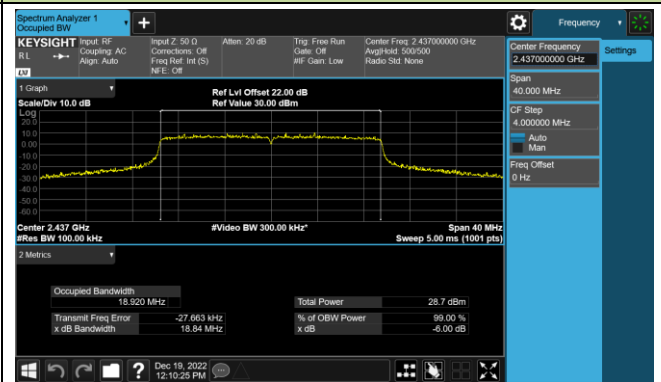 Spectrum Analyzer 1
Occupied BW
+
Frequency
KEYSIGHT
Input: RF
Coupling: AC
Align: Auto
Input Z: 50 Ω
Corrections: Off
Freq Ref: Int (S)
NFE: Off
Atten: 20 dB
Trig: Free Run
Gate: Off
#IF Gain: Low
Center Freq: 2.437000000 GHz
Avg|Hold: 500/500
Radio Std: None
RL
LXI
Center Frequency
2.437000000 GHz
Settings
Span
40.000 MHz
CF Step
4.000000 MHz
Auto
Man
Freq Offset
0 Hz
1 Graph
Scale/Div 10.0 dB
Ref Lvl Offset 22.00 dB
Ref Value 30.00 dBm
Log
20.0
10.0
0.00
-10.0
-20.0
-30.0
-40.0
-50.0
-60.0
Center 2.437 GHz
#Res BW 100.00 kHz
#Video BW 300.00 kHz*
Span 40 MHz
Sweep 5.00 ms (1001 pts)
2 Metrics
Occupied Bandwidth
18.920 MHz
Total Power 28.7 dBm
Transmit Freq Error -27.663 kHz
% of OBW Power 99.00 %
x dB Bandwidth 18.84 MHz
x dB -6.00 dB
?
Dec 19, 2022
12:10:25 PM